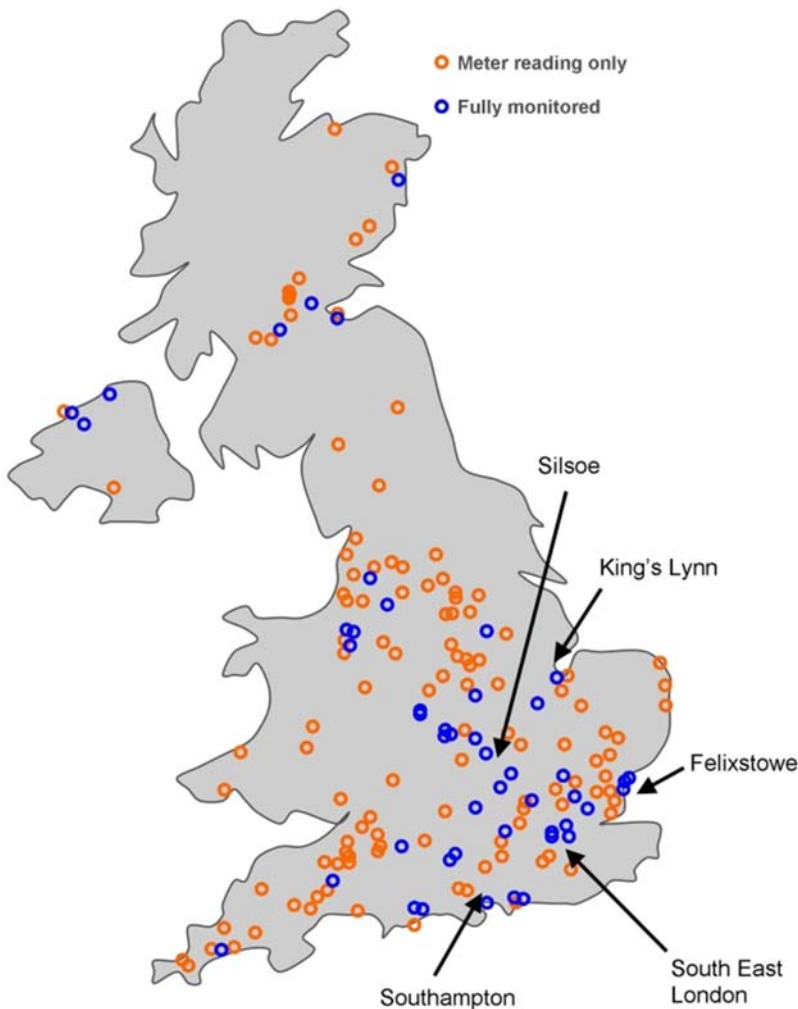 Meter reading only
Fully monitored
Silsoe
King's Lynn
Felixstowe
South East
London
Southampton